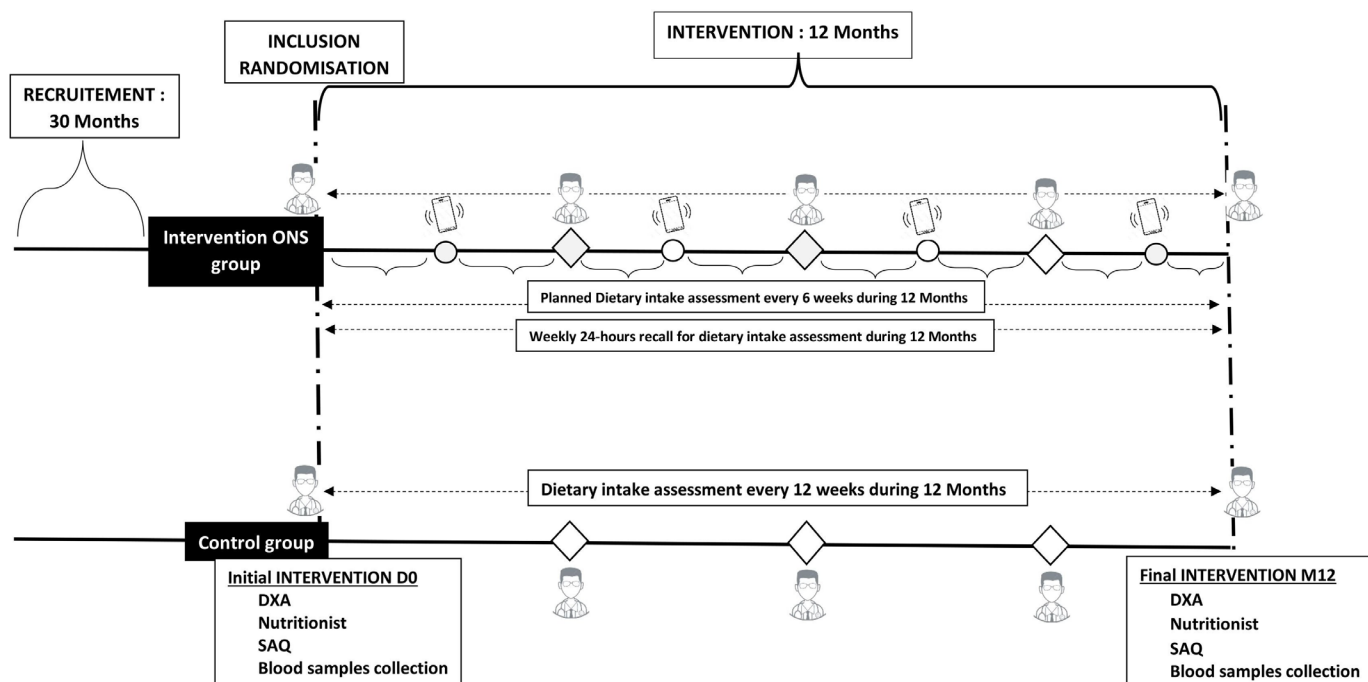 INTERVENTION : 12 Months
INCLUSION
RANDOMISATION
RECRUITEMENT :
30 Months
Intervention ONS
group
Planned Dietary intake assessment every 6 weeks during 12 Months
Weekly 24-hours recall for dietary intake assessment during 12 Months
Dietary intake assessment every 12 weeks during 12 Months
Control group
Initial INTERVENTION D0
DXA
Nutritionist
SAQ
Blood samples collection
Final INTERVENTION M12
DXA
Nutritionist
SAQ
Blood samples collection